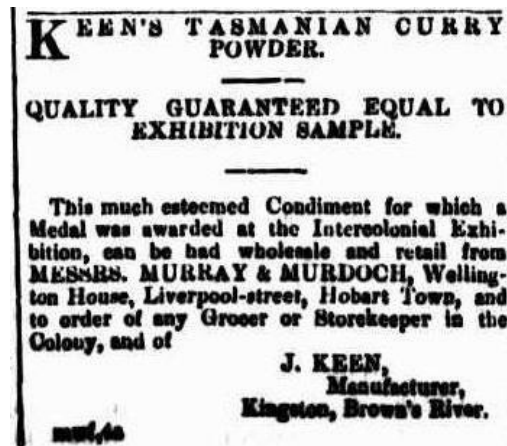 KEEN'S TASMANIAN CURRY
POWDER.
QUALITY GUARANTEED EQUAL TO
EXHIBITION SAMPLE.
This much esteemed Condiment for which a
Medal was awarded at the Intercolonial Exhi-
bition, can be had wholesale and retail from
MESSRS. MURRAY & MURDOCH, Welling-
ton House, Liverpool-street, Hobart Town, and
to order of any Grocer or Storekeeper in the
Colony, and of
J. KEEN,
Manufacturer,
Kingston, Brown's River.